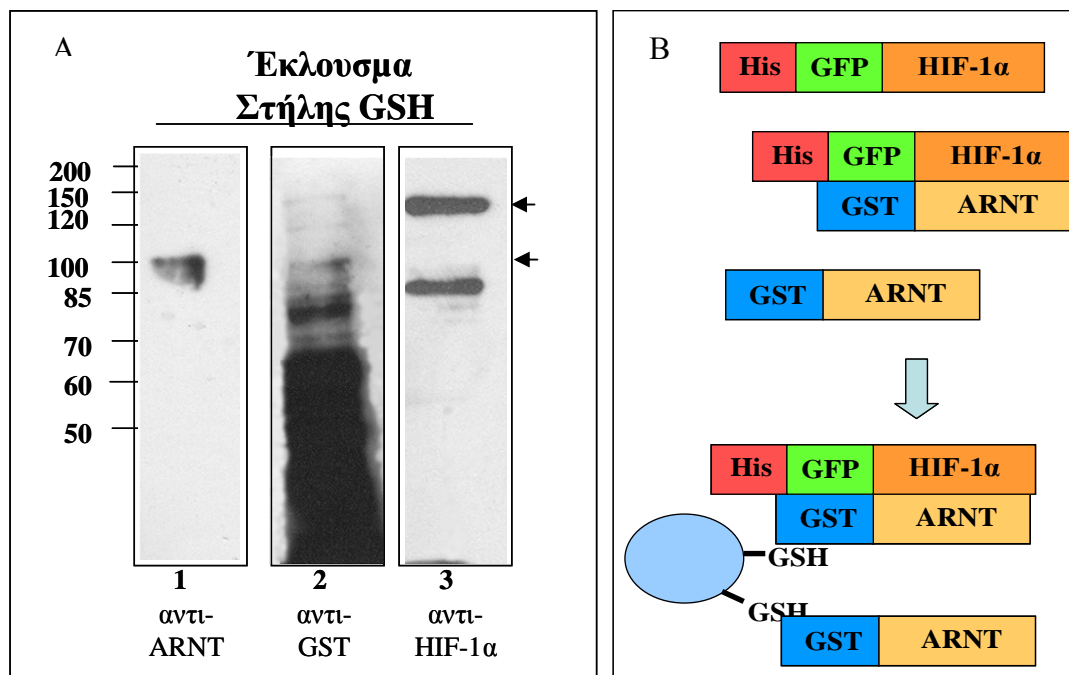 A
Έκλουσμα
Στήλης GSH
200
150
120
100
85
70
60
50
1
αντι-
ARNT
2
αντι-
GST
3
αντι-
HIF-1α
B
His GFP HIF-1α
His GFP HIF-1α
GST ARNT
GST ARNT
His GFP HIF-1α
GST ARNT
GSH
GSH
GST ARNT